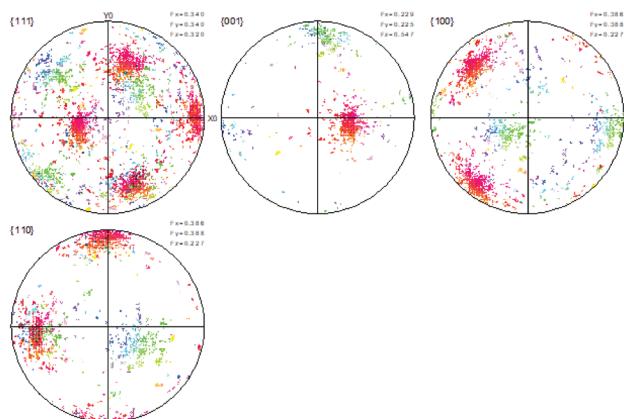 {111}
Y0
Fx=0.340
Fy=0.340
Fz=0.320
X0
{001}
Fx=0.229
Fy=0.225
Fz=0.547
{100}
Fx=0.388
Fy=0.388
Fz=0.227
{110}
Fx=0.388
Fy=0.388
Fz=0.227